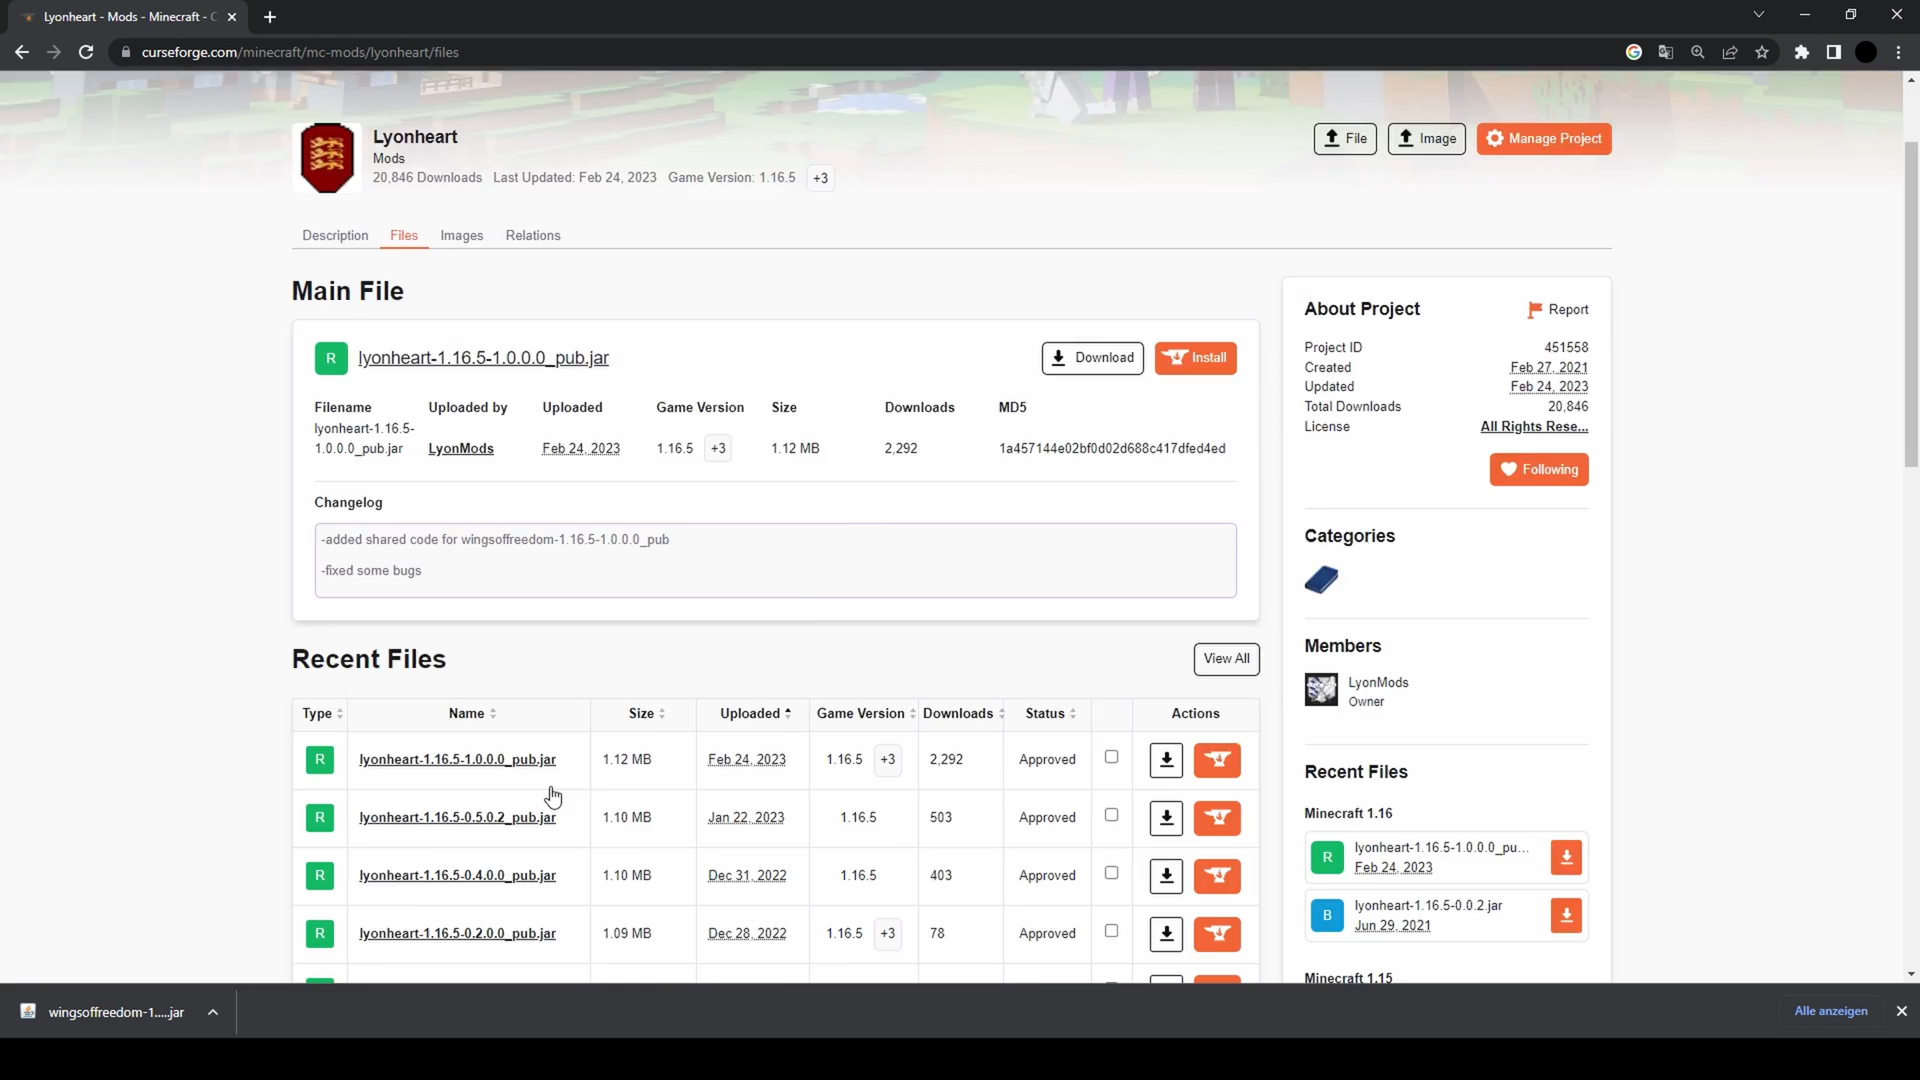 Lyonheart - Mods - Minecraft - C
curseforge.com/minecraft/mc-mods/lyonheart/files
Lyonheart
Mods
20,846 Downloads Last Updated: Feb 24, 2023 Game Version: 1.16.5 +3
File Image Manage Project
Description Files Images Relations
Main File
R lyonheart-1.16.5-1.0.0.0_pub.jar Download Install
Filename Uploaded by Uploaded Game Version Size Downloads MD5
lyonheart-1.16.5-
1.0.0.0_pub.jar LyonMods Feb 24, 2023 1.16.5 +3 1.12 MB 2,292 1a457144e02bf0d02d688c417dfed4ed
Changelog
-added shared code for wingsoffreedom-1.16.5-1.0.0.0_pub
-fixed some bugs
Recent Files View All
Type Name Size Uploaded Game Version Downloads Status Actions
R lyonheart-1.16.5-1.0.0.0_pub.jar 1.12 MB Feb 24, 2023 1.16.5 +3 2,292 Approved
R lyonheart-1.16.5-0.5.0.2_pub.jar 1.10 MB Jan 22, 2023 1.16.5 503 Approved
R lyonheart-1.16.5-0.4.0.0_pub.jar 1.10 MB Dec 31, 2022 1.16.5 403 Approved
R lyonheart-1.16.5-0.2.0.0_pub.jar 1.09 MB Dec 28, 2022 1.16.5 +3 78 Approved
About Project Report
Project ID 451558
Created Feb 27, 2021
Updated Feb 24, 2023
Total Downloads 20,846
License All Rights Rese...
Following
Categories
Members
LyonMods
Owner
Recent Files
Minecraft 1.16
R lyonheart-1.16.5-1.0.0.0_pu...
Feb 24, 2023
B lyonheart-1.16.5-0.0.2.jar
Jun 29, 2021
Minecraft 1.15
wingsoffreedom-1.....jar Alle anzeigen